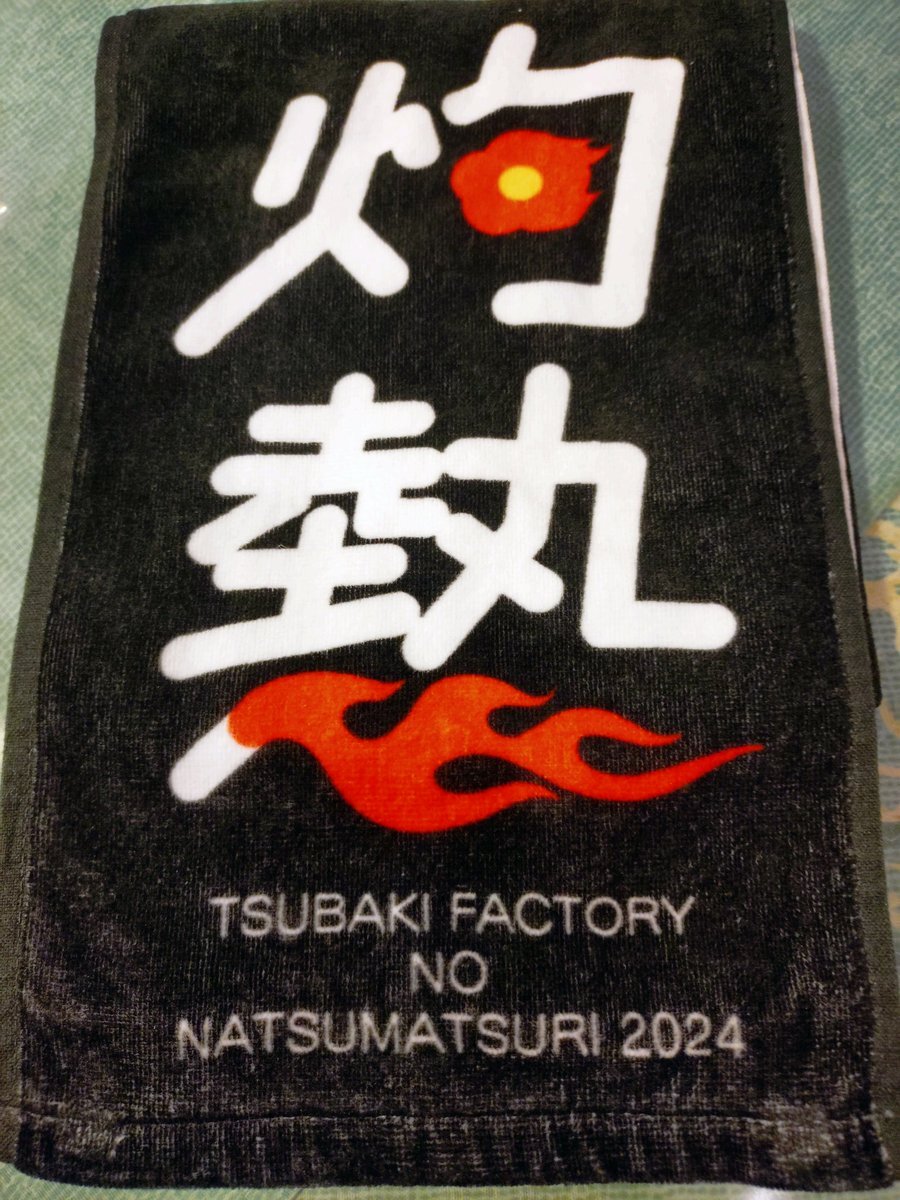 灼
熱
TSUBAKI FACTORY
NO
NATSUMATSURI 2024